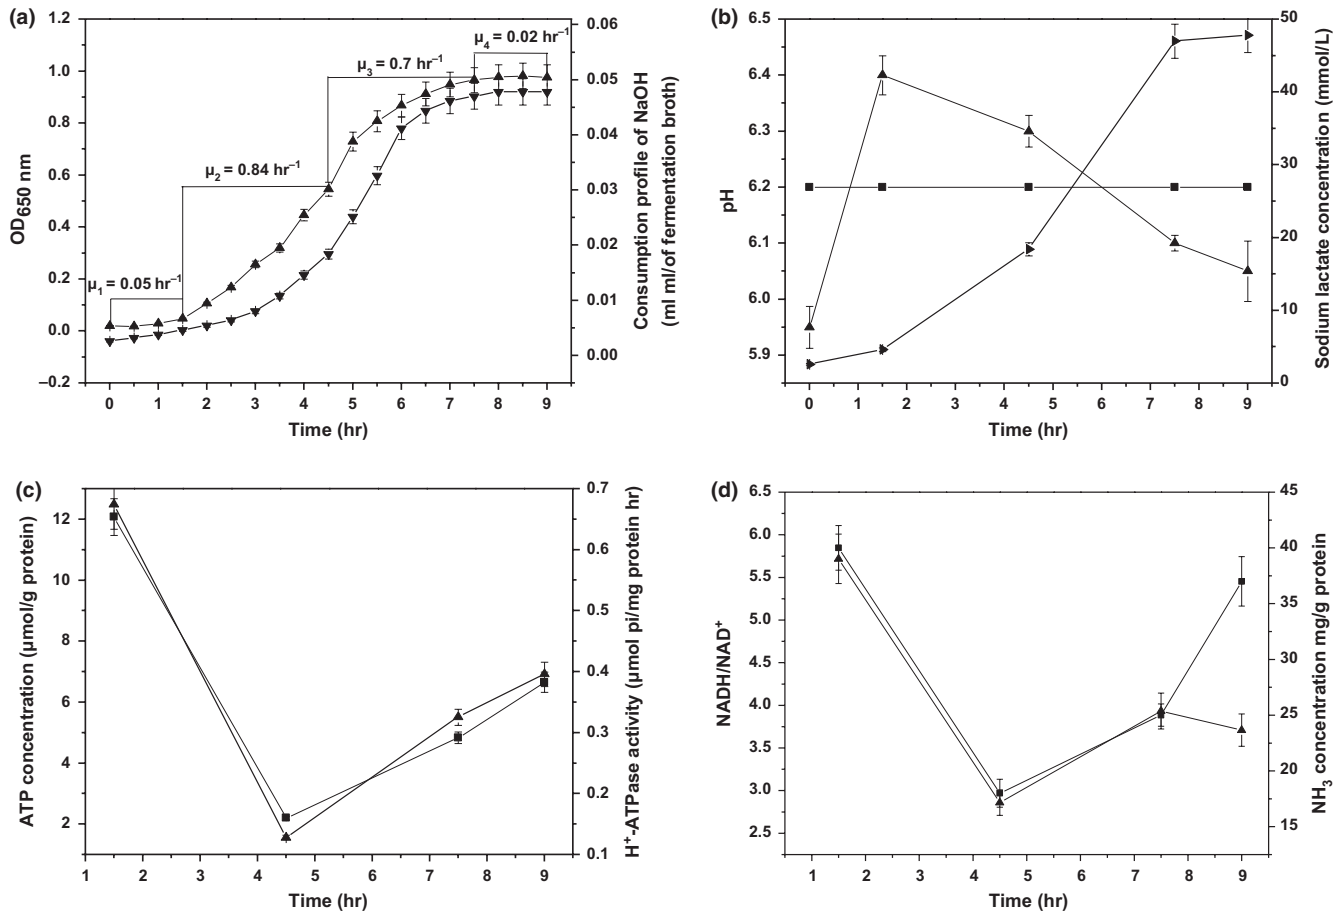 (a)
1.2
1.0
0.8
0.6
0.4
0.2
0.0
–0.2
OD650 nm
μ1 = 0.05 hr–1
μ2 = 0.84 hr–1
μ3 = 0.7 hr–1
μ4 = 0.02 hr–1
0.06
0.05
0.04
0.03
0.02
0.01
0.00
Consumption profile of NaOH
(ml ml/of fermentation broth)
0 1 2 3 4 5 6 7 8 9
Time (hr)
(b)
6.5
6.4
6.3
6.2
6.1
6.0
5.9
pH
50
40
30
20
10
0
Sodium lactate concentration (mmol/L)
0 1 2 3 4 5 6 7 8 9
Time (hr)
(c)
12
10
8
6
4
2
ATP concentration (μmol/g protein)
0.7
0.6
0.5
0.4
0.3
0.2
0.1
H+-ATPase activity (μmol pi/mg protein hr)
1 2 3 4 5 6 7 8 9
Time (hr)
(d)
6.5
6.0
5.5
5.0
4.5
4.0
3.5
3.0
2.5
NADH/NAD+
45
40
35
30
25
20
15
NH3 concentration mg/g protein
1 2 3 4 5 6 7 8 9
Time (hr)